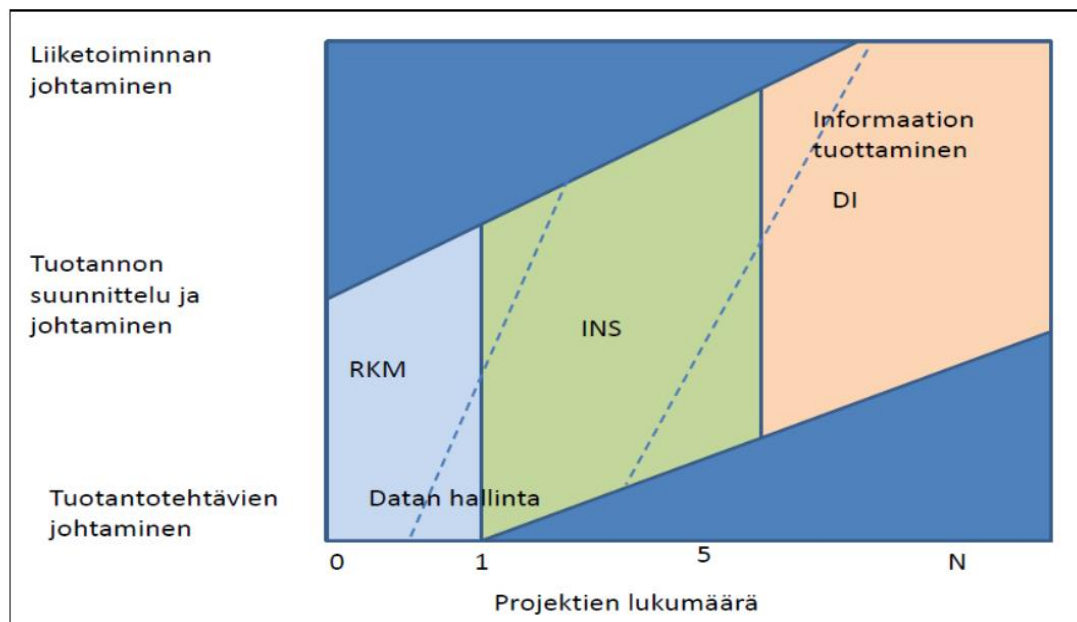 Liiketoiminnan
johtaminen
Informaation
tuottaminen
DI
Tuotannon
suunnittelu ja
johtaminen
INS
RKM
Tuotantotehtävien
johtaminen
Datan hallinta
0
1
5
N
Projektien lukumäärä